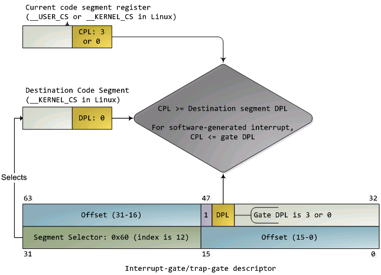 Current code segment register
(__USER_CS or __KERNEL_CS in Linux)
CPL: 3
or 0
Destination Code Segment
(__KERNEL_CS in Linux)
DPL: 0
CPL >= Destination segment DPL
For software-generated interrupt,
CPL <= gate DPL
Selects
63 47 32
Offset (31-16) 1 DPL Gate DPL is 3 or 0
Segment Selector: 0x60 (index is 12) Offset (15-0)
31 15 0
Interrupt-gate/trap-gate descriptor